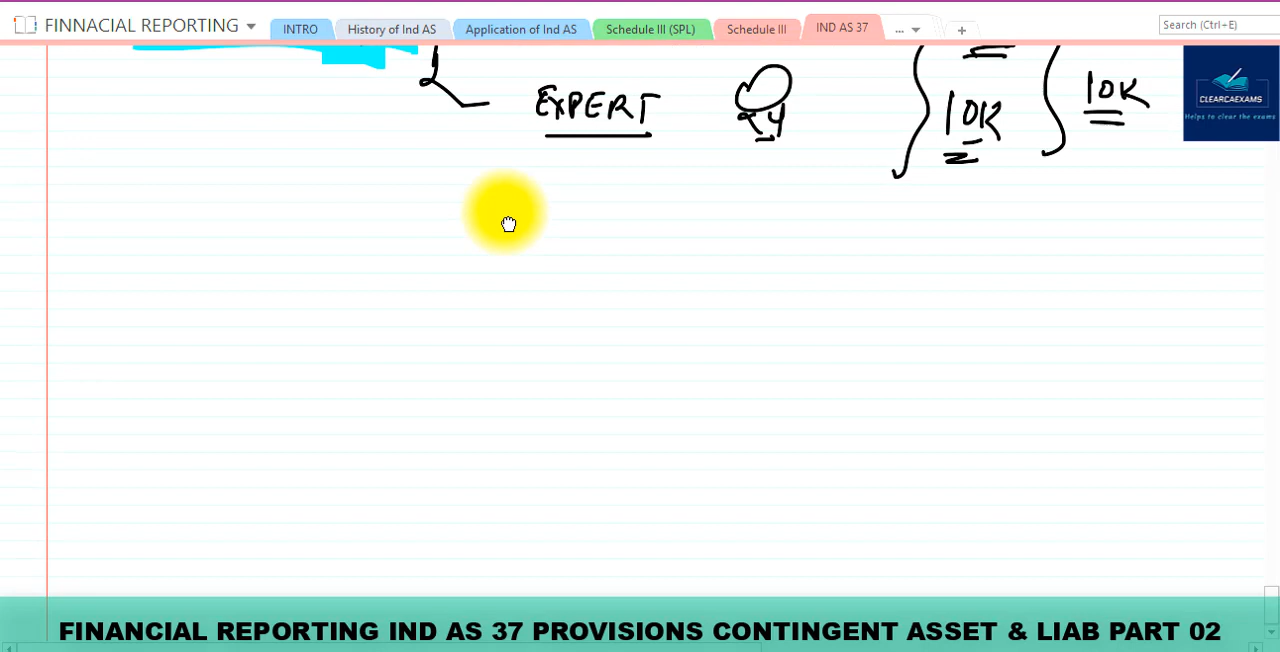 FINNACIAL REPORTING
INTRO
History of Ind AS
Application of Ind AS
Schedule III (SPL)
Schedule III
IND AS 37
...
Search (Ctrl+E)
EXPERT
10K
10K
CLEARCAEXAMS
Helps to clear the exams
FINANCIAL REPORTING IND AS 37 PROVISIONS CONTINGENT ASSET & LIAB PART 02